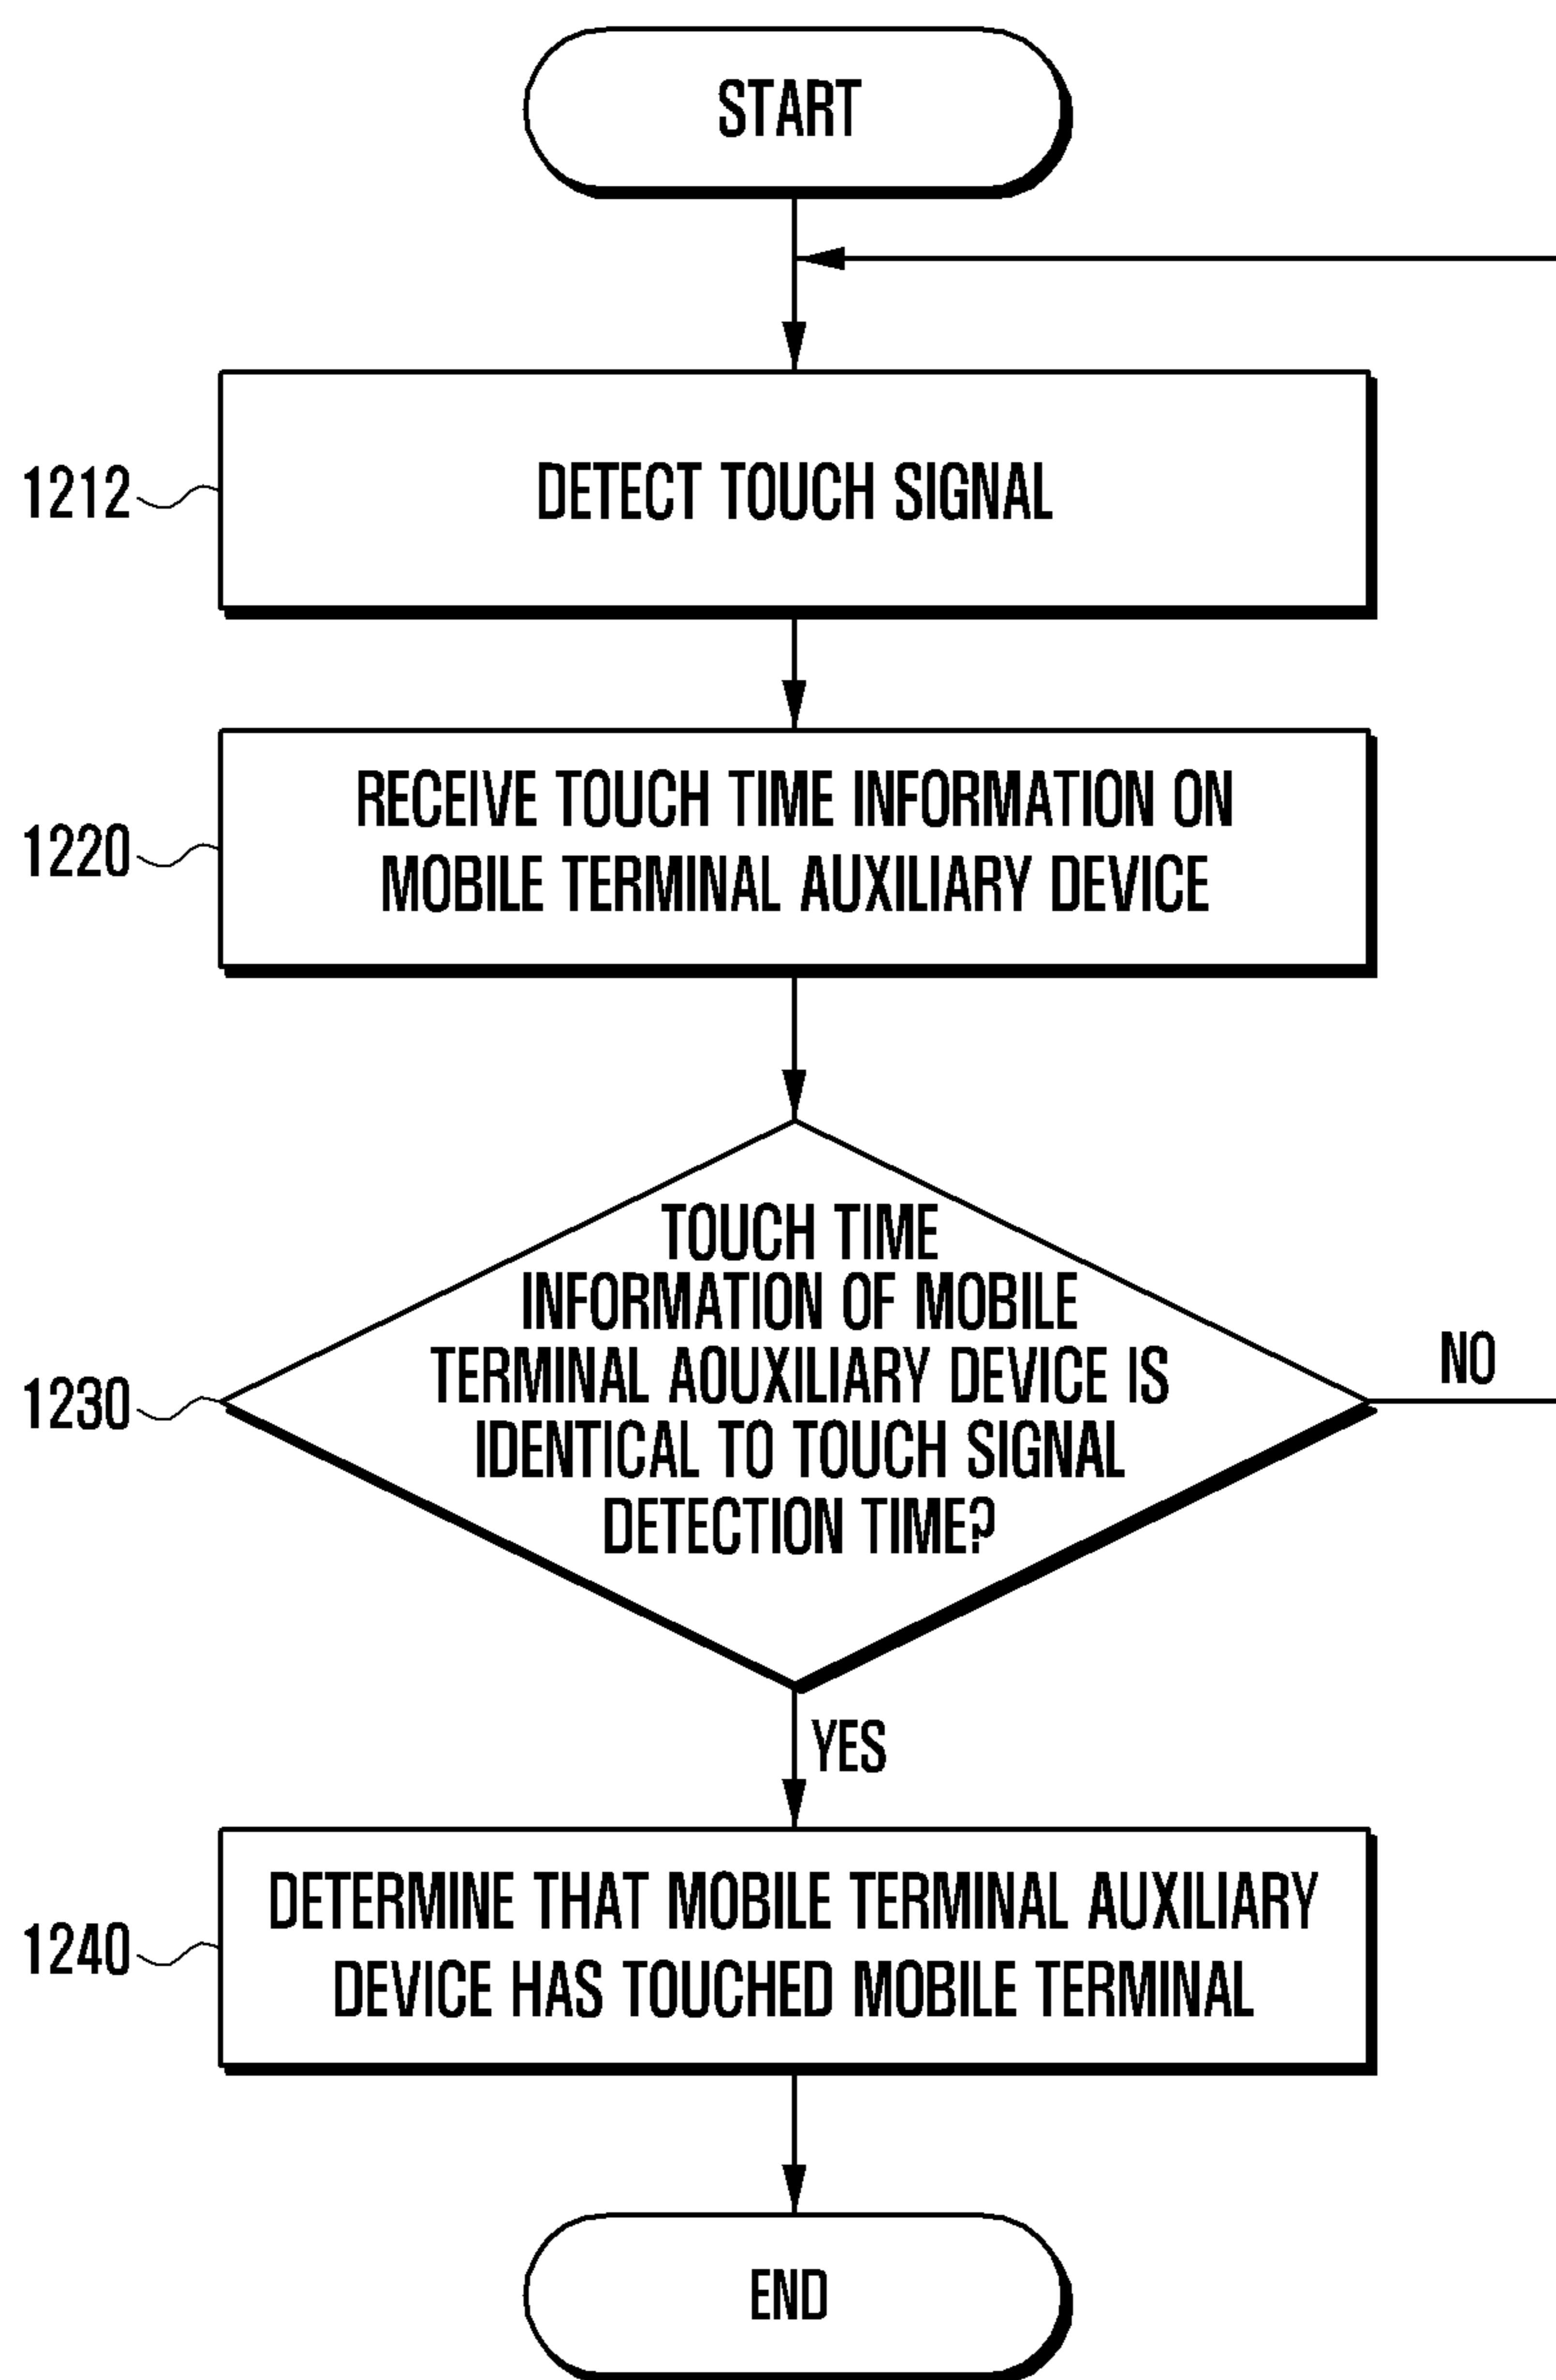 START
1212
DETECT TOUCH SIGNAL
1220
RECEIVE TOUCH TIME INFORMATION ON
MOBILE TERMINAL AUXILIARY DEVICE
1230
TOUCH TIME
INFORMATION OF MOBILE
TERMINAL AOUXILIARY DEVICE IS
IDENTICAL TO TOUCH SIGNAL
DETECTION TIME?
NO
YES
1240
DETERMINE THAT MOBILE TERMINAL AUXILIARY
DEVICE HAS TOUCHED MOBILE TERMINAL
END